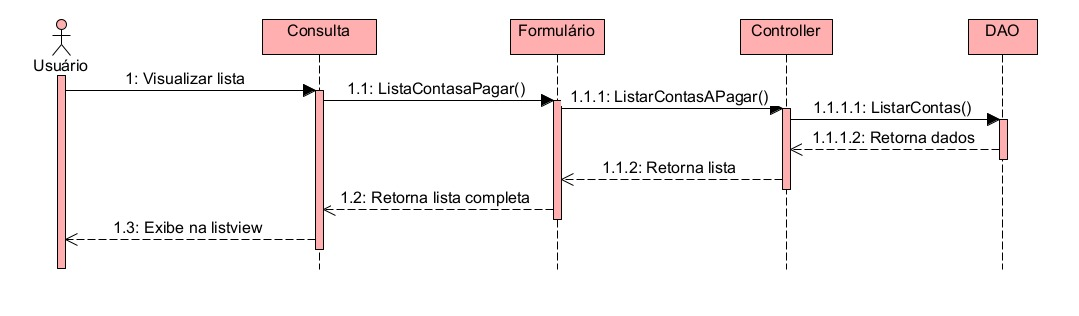 Usuário
Consulta
Formulário
Controller
DAO
1: Visualizar lista
1.1: ListaContasaPagar()
1.1.1: ListarContasAPagar()
1.1.1.1: ListarContas()
1.1.1.2: Retorna dados
1.1.2: Retorna lista
1.2: Retorna lista completa
1.3: Exibe na listview